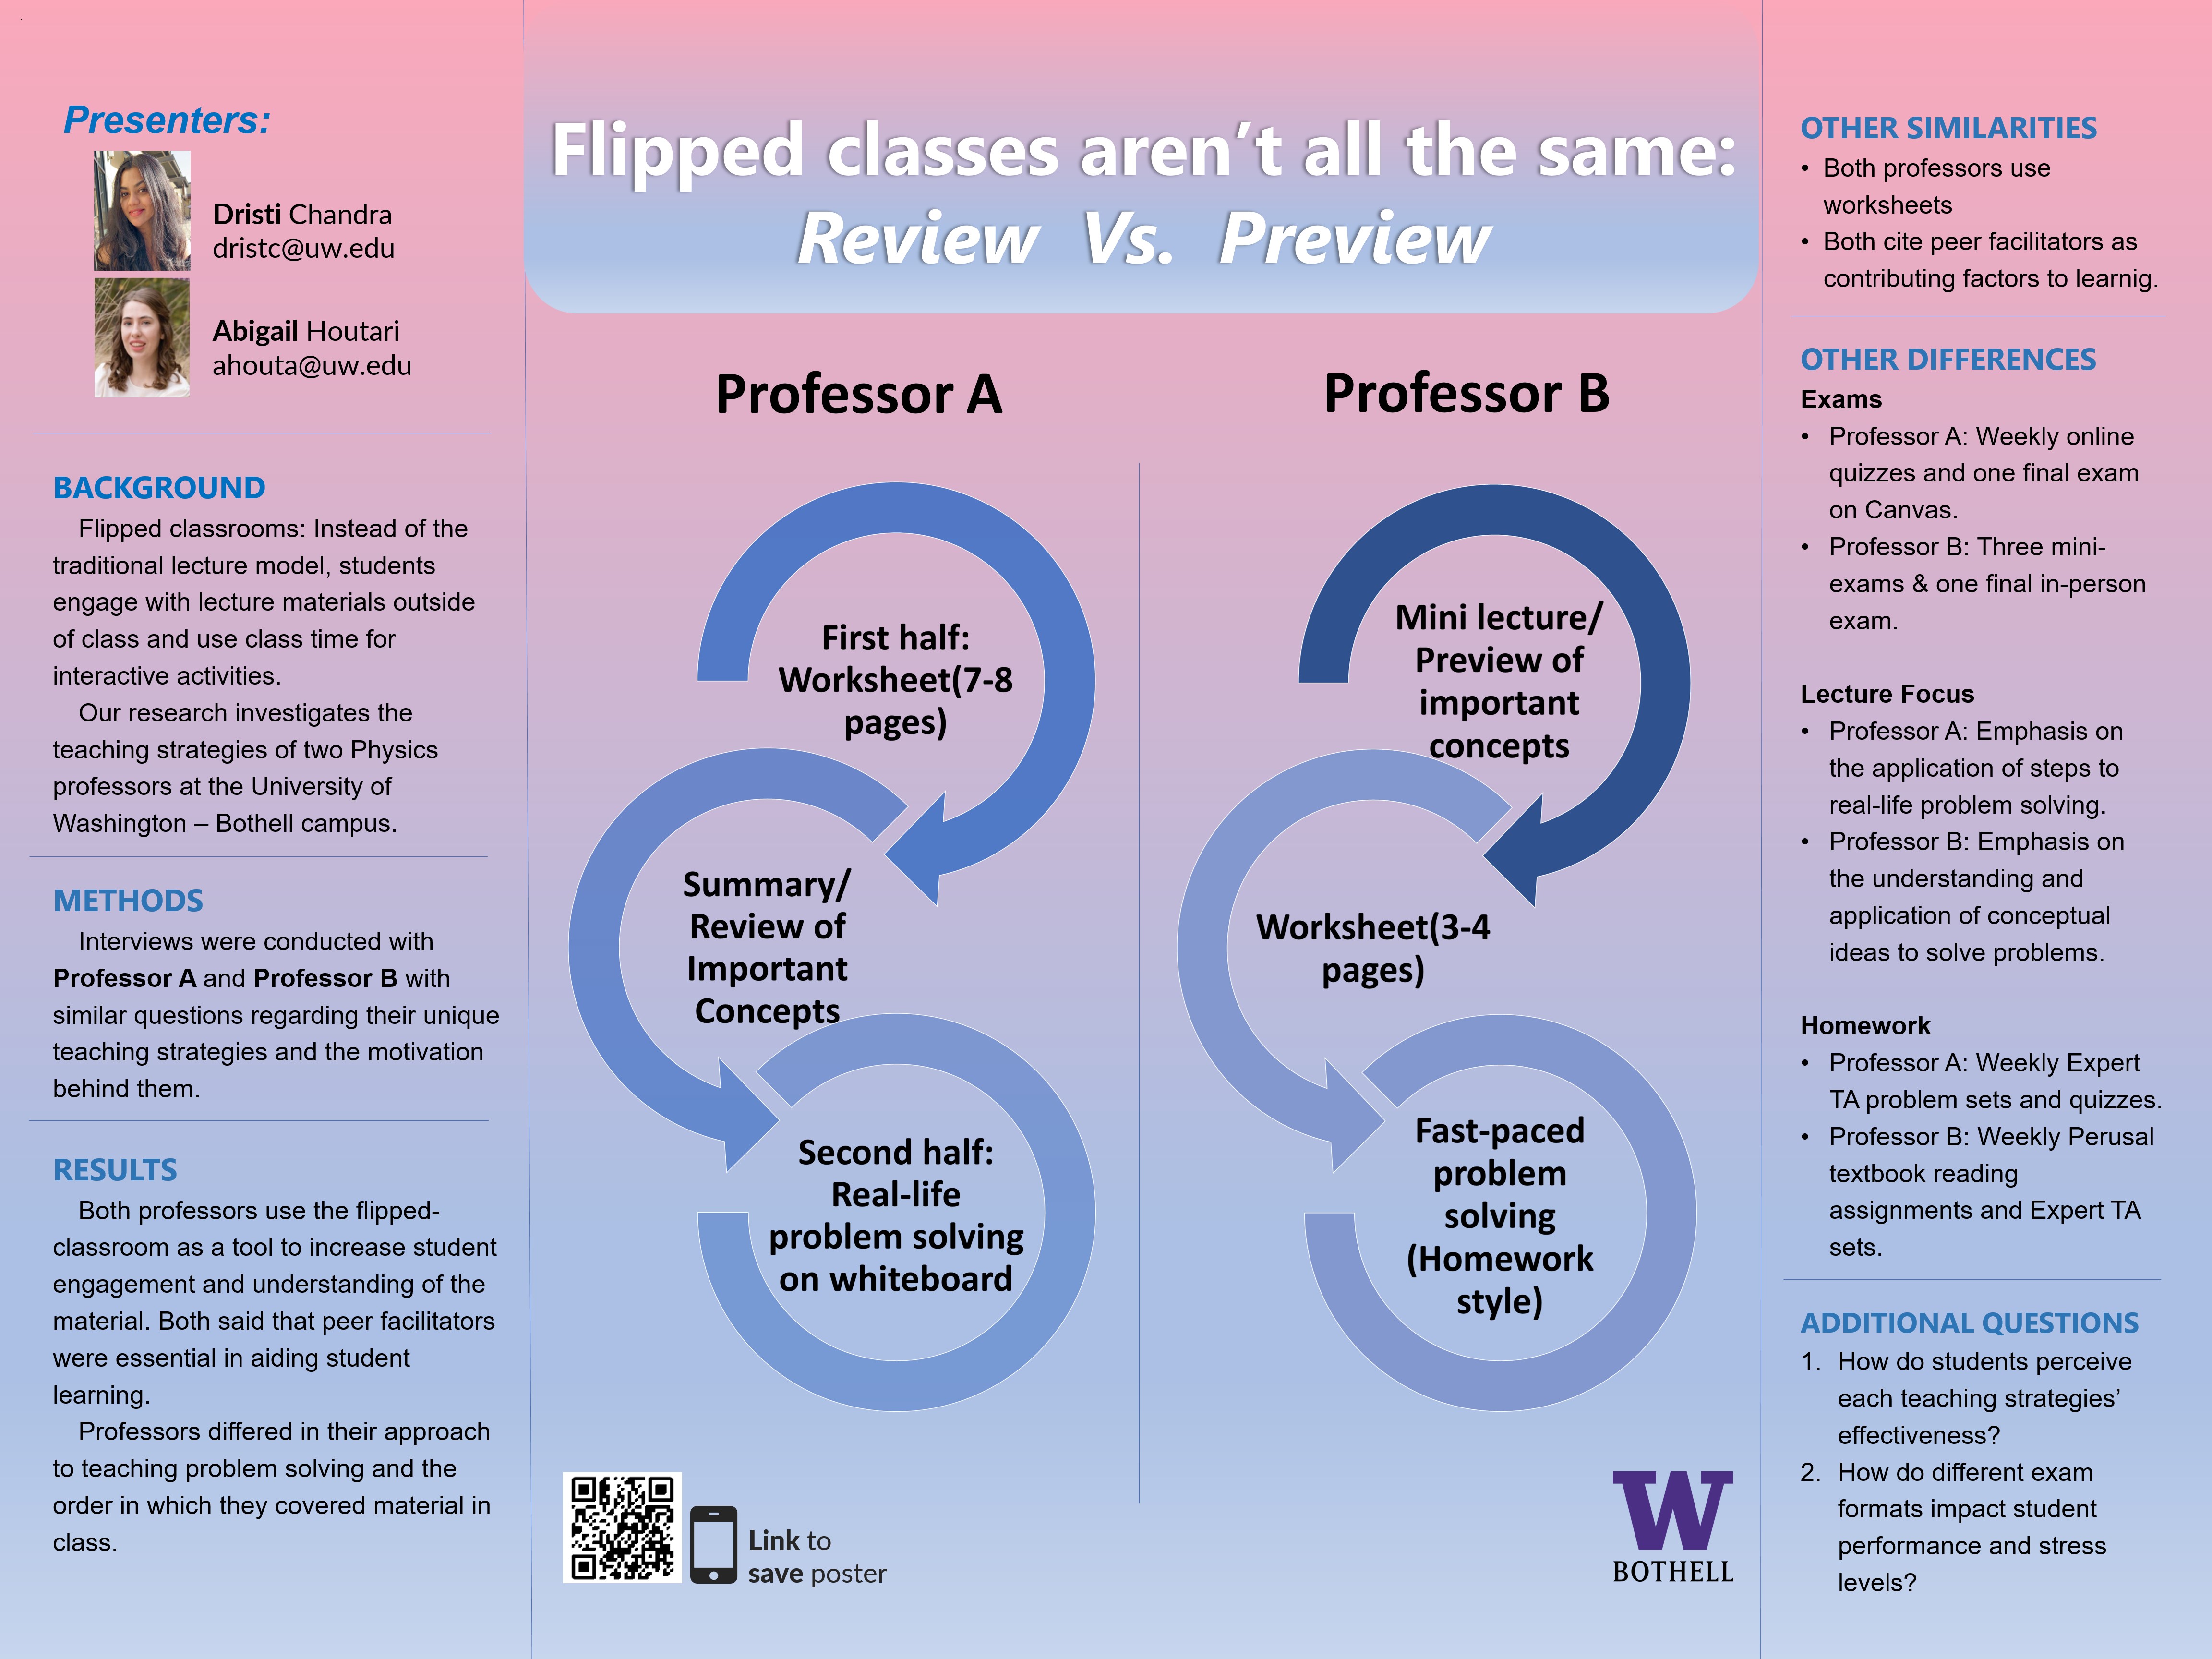 Presenters:
Dristi Chandra
dristc@uw.edu
Abigail Houtari
ahouta@uw.edu
BACKGROUND
Flipped classrooms: Instead of the
traditional lecture model, students
engage with lecture materials outside
of class and use class time for
interactive activities.
Our research investigates the
teaching strategies of two Physics
professors at the University of
Washington – Bothell campus.
METHODS
Interviews were conducted with
Professor A and Professor B with
similar questions regarding their unique
teaching strategies and the motivation
behind them.
RESULTS
Both professors use the flipped-
classroom as a tool to increase student
engagement and understanding of the
material. Both said that peer facilitators
were essential in aiding student
learning.
Professors differed in their approach
to teaching problem solving and the
order in which they covered material in
class.
Flipped classes aren’t all the same:
Review Vs. Preview
Professor A
First half:
Worksheet(7-8
pages)
Summary/
Review of
Important
Concepts
Second half:
Real-life
problem solving
on whiteboard
Professor B
Mini lecture/
Preview of
important
concepts
Worksheet(3-4
pages)
Fast-paced
problem
solving
(Homework
style)
Link to
save poster
W
BOTHELL
OTHER SIMILARITIES
• Both professors use
worksheets
• Both cite peer facilitators as
contributing factors to learnig.
OTHER DIFFERENCES
Exams
• Professor A: Weekly online
quizzes and one final exam
on Canvas.
• Professor B: Three mini-
exams & one final in-person
exam.
Lecture Focus
• Professor A: Emphasis on
the application of steps to
real-life problem solving.
• Professor B: Emphasis on
the understanding and
application of conceptual
ideas to solve problems.
Homework
• Professor A: Weekly Expert
TA problem sets and quizzes.
• Professor B: Weekly Perusal
textbook reading
assignments and Expert TA
sets.
ADDITIONAL QUESTIONS
1. How do students perceive
each teaching strategies’
effectiveness?
2. How do different exam
formats impact student
performance and stress
levels?